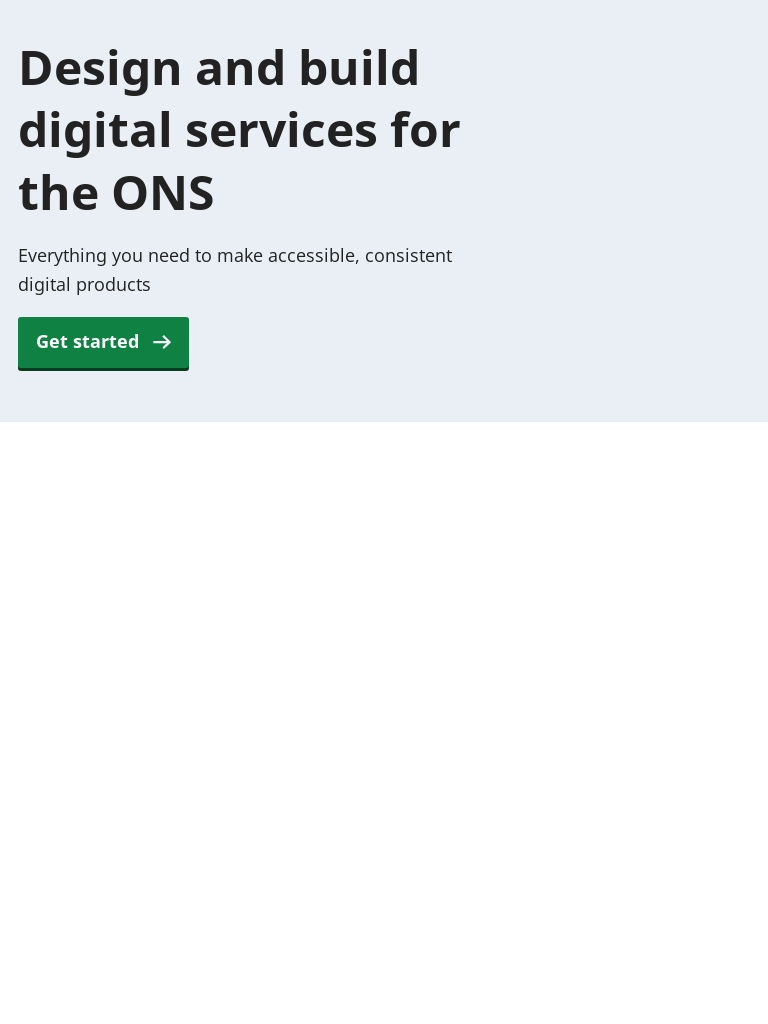 Design and build
digital services for
the ONS
Everything you need to make accessible, consistent
digital products
Get started